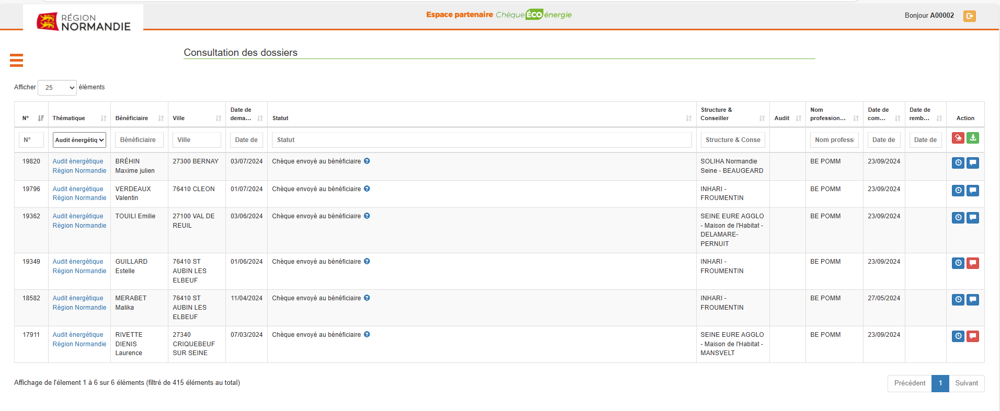 RÉGION
NORMANDIE
Espace partenaire Chèque ÉCO énergie
Bonjour A00002
Consultation des dossiers
Afficher 25 éléments
N° Thématique Bénéficiaire Ville Date de dema... Statut Structure & Conseiller Audit Nom profession... Date de com... Date de remb... Action
N° Audit énergétiq Bénéficiaire Ville Date de Statut Structure & Conse Nom professi Date de Date de
19820 Audit énergétique BRÉHIN 27300 BERNAY 03/07/2024 Chèque envoyé au bénéficiaire ? SOLIHA Normandie BE POMM 23/09/2024
Région Normandie Maxime julien Seine - BEAUGEARD
19796 Audit énergétique VERDEAUX 76410 CLEON 01/07/2024 Chèque envoyé au bénéficiaire ? INHARI - BE POMM 23/09/2024
Région Normandie Valentin FROUMENTIN
19362 Audit énergétique TOUILI Emilie 27100 VAL DE 03/06/2024 Chèque envoyé au bénéficiaire ? SEINE EURE AGGLO BE POMM 23/09/2024
Région Normandie REUIL - Maison de l'Habitat -
DELAMARE-
PERNUIT
19349 Audit énergétique GUILLARD 76410 ST 01/06/2024 Chèque envoyé au bénéficiaire ? INHARI - BE POMM 23/09/2024
Région Normandie Estelle AUBIN LES FROUMENTIN
ELBEUF
18582 Audit énergétique MERABET 76410 ST 11/04/2024 Chèque envoyé au bénéficiaire ? INHARI - BE POMM 27/05/2024
Région Normandie Malika AUBIN LES FROUMENTIN
ELBEUF
17911 Audit énergétique RIVETTE 27340 07/03/2024 Chèque envoyé au bénéficiaire ? SEINE EURE AGGLO BE POMM 23/09/2024
Région Normandie DIENIS CRIQUEBEUF - Maison de l'Habitat -
Laurence SUR SEINE MANSVELT
Affichage de l'élement 1 à 6 sur 6 éléments (filtré de 415 éléments au total)
Précédent 1 Suivant